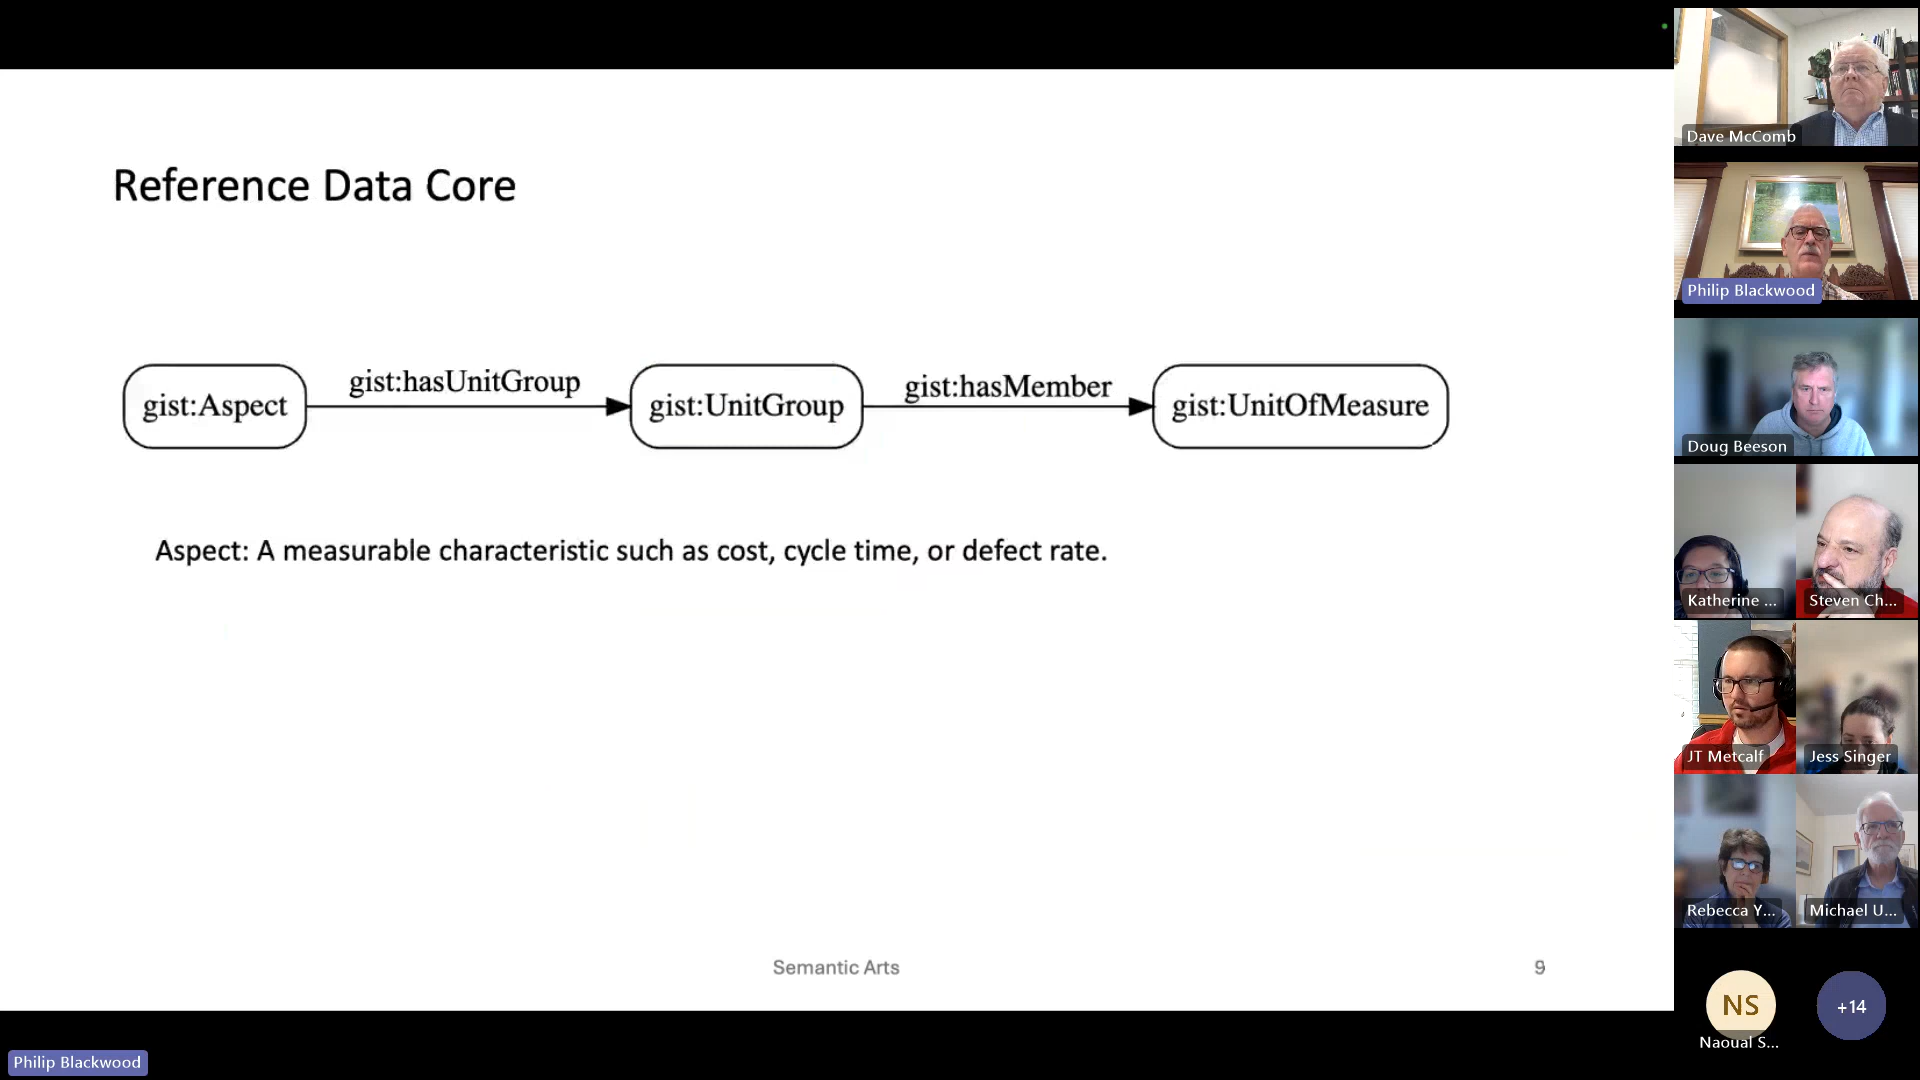 Reference Data Core
gist:Aspect
gist:hasUnitGroup
gist:UnitGroup
gist:hasMember
gist:UnitOfMeasure
Aspect: A measurable characteristic such as cost, cycle time, or defect rate.
Semantic Arts
9
Philip Blackwood
Dave McComb
Philip Blackwood
Doug Beeson
Katherine ...
Steven Ch...
JT Metcalf
Jess Singer
Rebecca Y...
Michael U...
NS
Naoual S...
+14